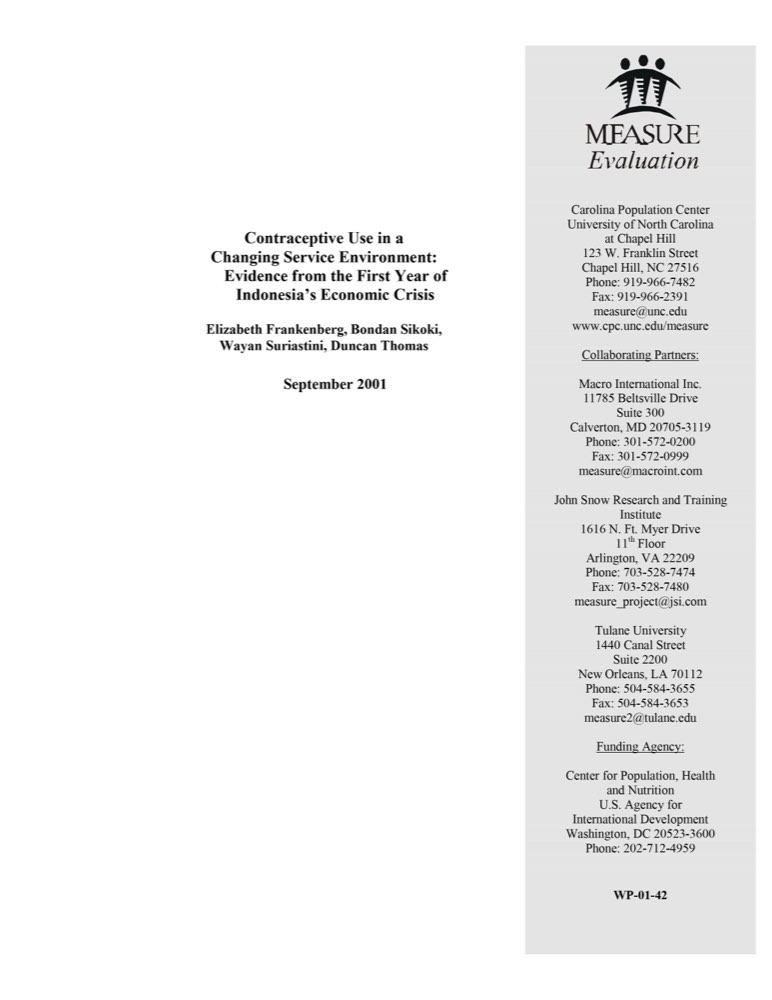 MEASURE
Evaluation
Contraceptive Use in a
Changing Service Environment:
Evidence from the First Year of
Indonesia's Economic Crisis
Elizabeth Frankenberg, Bondan Sikoki,
Wayan Suriastini, Duncan Thomas
September 2001
Carolina Population Center
University of North Carolina
at Chapel Hill
123 W. Franklin Street
Chapel Hill, NC 27516
Phone: 919-966-7482
Fax: 919-966-2391
measure@unc.edu
www.cpc.unc.edu/measure
Collaborating Partners:
Macro International Inc.
11785 Beltsville Drive
Suite 300
Calverton, MD 20705-3119
Phone: 301-572-0200
Fax: 301-572-0999
measure@macroint.com
John Snow Research and Training
Institute
1616 N. Ft. Myer Drive
11th Floor
Arlington, VA 22209
Phone: 703-528-7474
Fax: 703-528-7480
measure_project@jsi.com
Tulane University
1440 Canal Street
Suite 2200
New Orleans, LA 70112
Phone: 504-584-3655
Fax: 504-584-3653
measure2@tulane.edu
Funding Agency:
Center for Population, Health
and Nutrition
U.S. Agency for
International Development
Washington, DC 20523-3600
Phone: 202-712-4959
WP-01-42